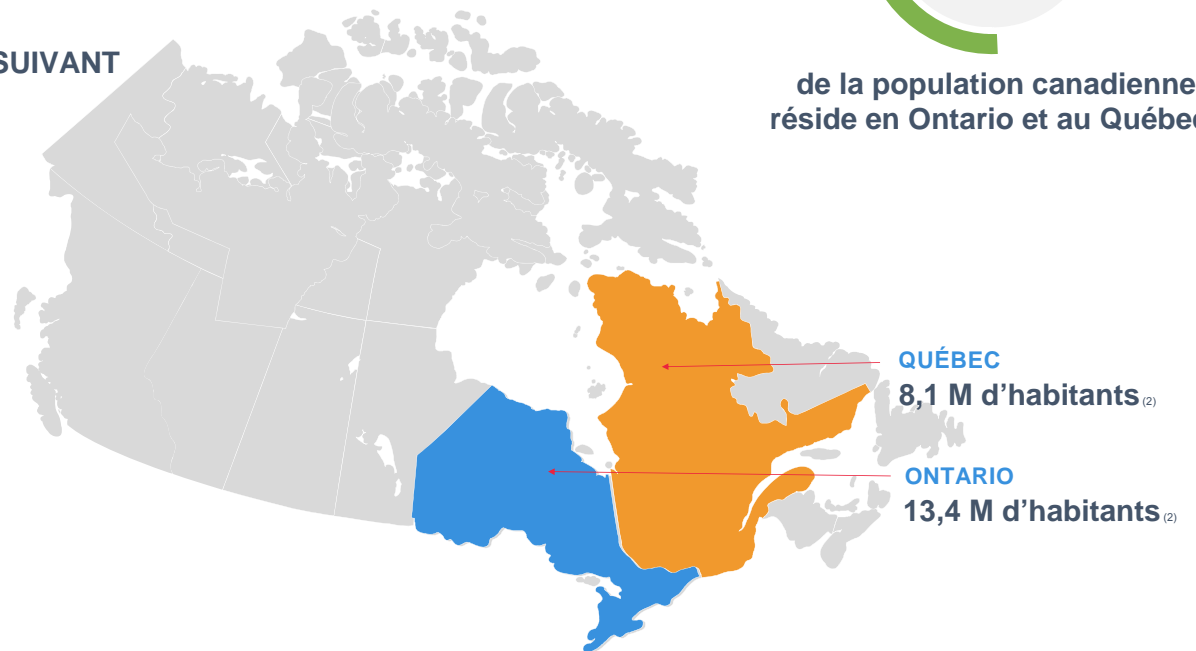 SUIVANT
de la population canadienne
réside en Ontario et au Québec
QUÉBEC
8,1 M d’habitants (2)
ONTARIO
13,4 M d’habitants (2)